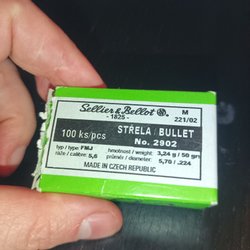 Sellier & Bellot
- 1825 -
M
221/02
100 ks/pcs
STRELA / BULLET
No. 2902
typ / type: FMJ
ráže / calibre: 5,6
hmotnost / weight: 3,24 g / 50 grs
průměr / diameter: 5,70 / .224
MADE IN CZECH REPUBLIC